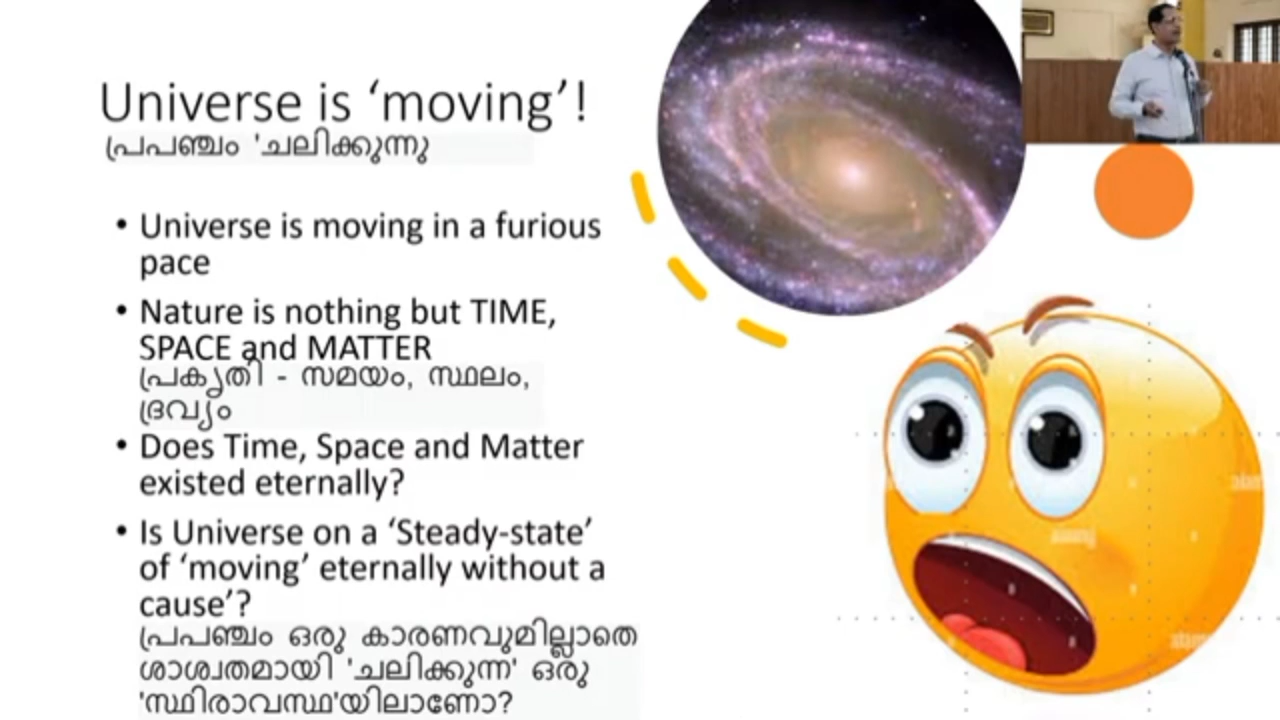 Universe is ‘moving’!
പ്രപഞ്ചം 'ചലിക്കുന്നു
• Universe is moving in a furious
pace
• Nature is nothing but TIME,
SPACE and MATTER
പ്രകൃതി - സമയം, സ്ഥലം,
ദ്രവ്യം
• Does Time, Space and Matter
existed eternally?
• Is Universe on a ‘Steady-state’
of ‘moving’ eternally without a
cause’?
പ്രപഞ്ചം ഒരു കാരണവുമില്ലാതെ
ശാശ്വതമായി 'ചലിക്കുന്ന' ഒരു
'സ്ഥിരാവസ്ഥ'യിലാണോ?